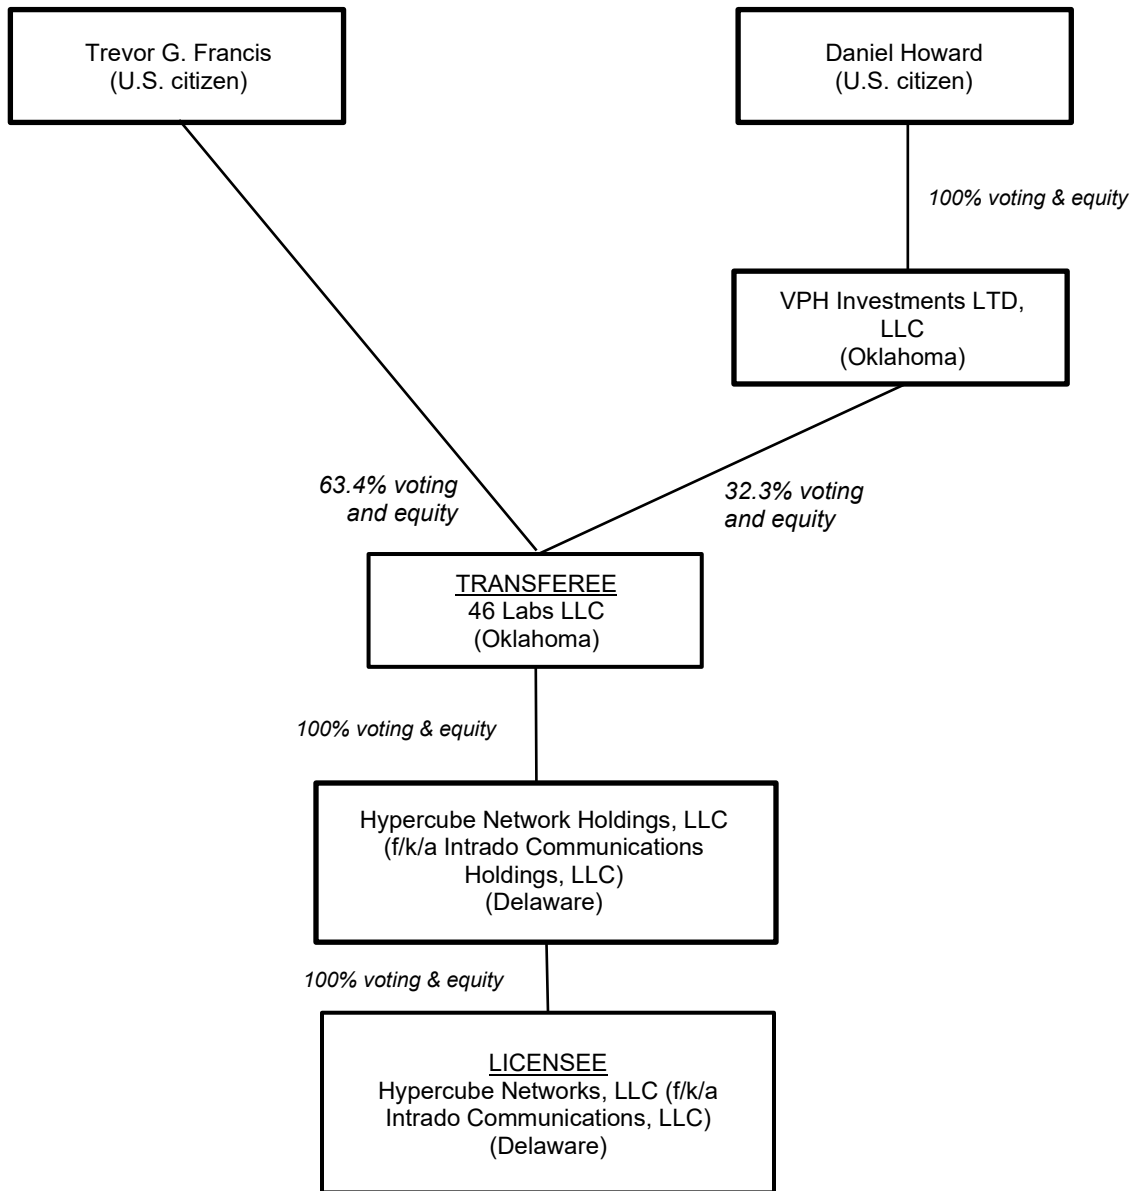 Trevor G. Francis
(U.S. citizen)
Daniel Howard
(U.S. citizen)
100% voting & equity
VPH Investments LTD,
LLC
(Oklahoma)
63.4% voting
and equity
32.3% voting
and equity
TRANSFEREE
46 Labs LLC
(Oklahoma)
100% voting & equity
Hypercube Network Holdings, LLC
(f/k/a Intrado Communications
Holdings, LLC)
(Delaware)
100% voting & equity
LICENSEE
Hypercube Networks, LLC (f/k/a
Intrado Communications, LLC)
(Delaware)